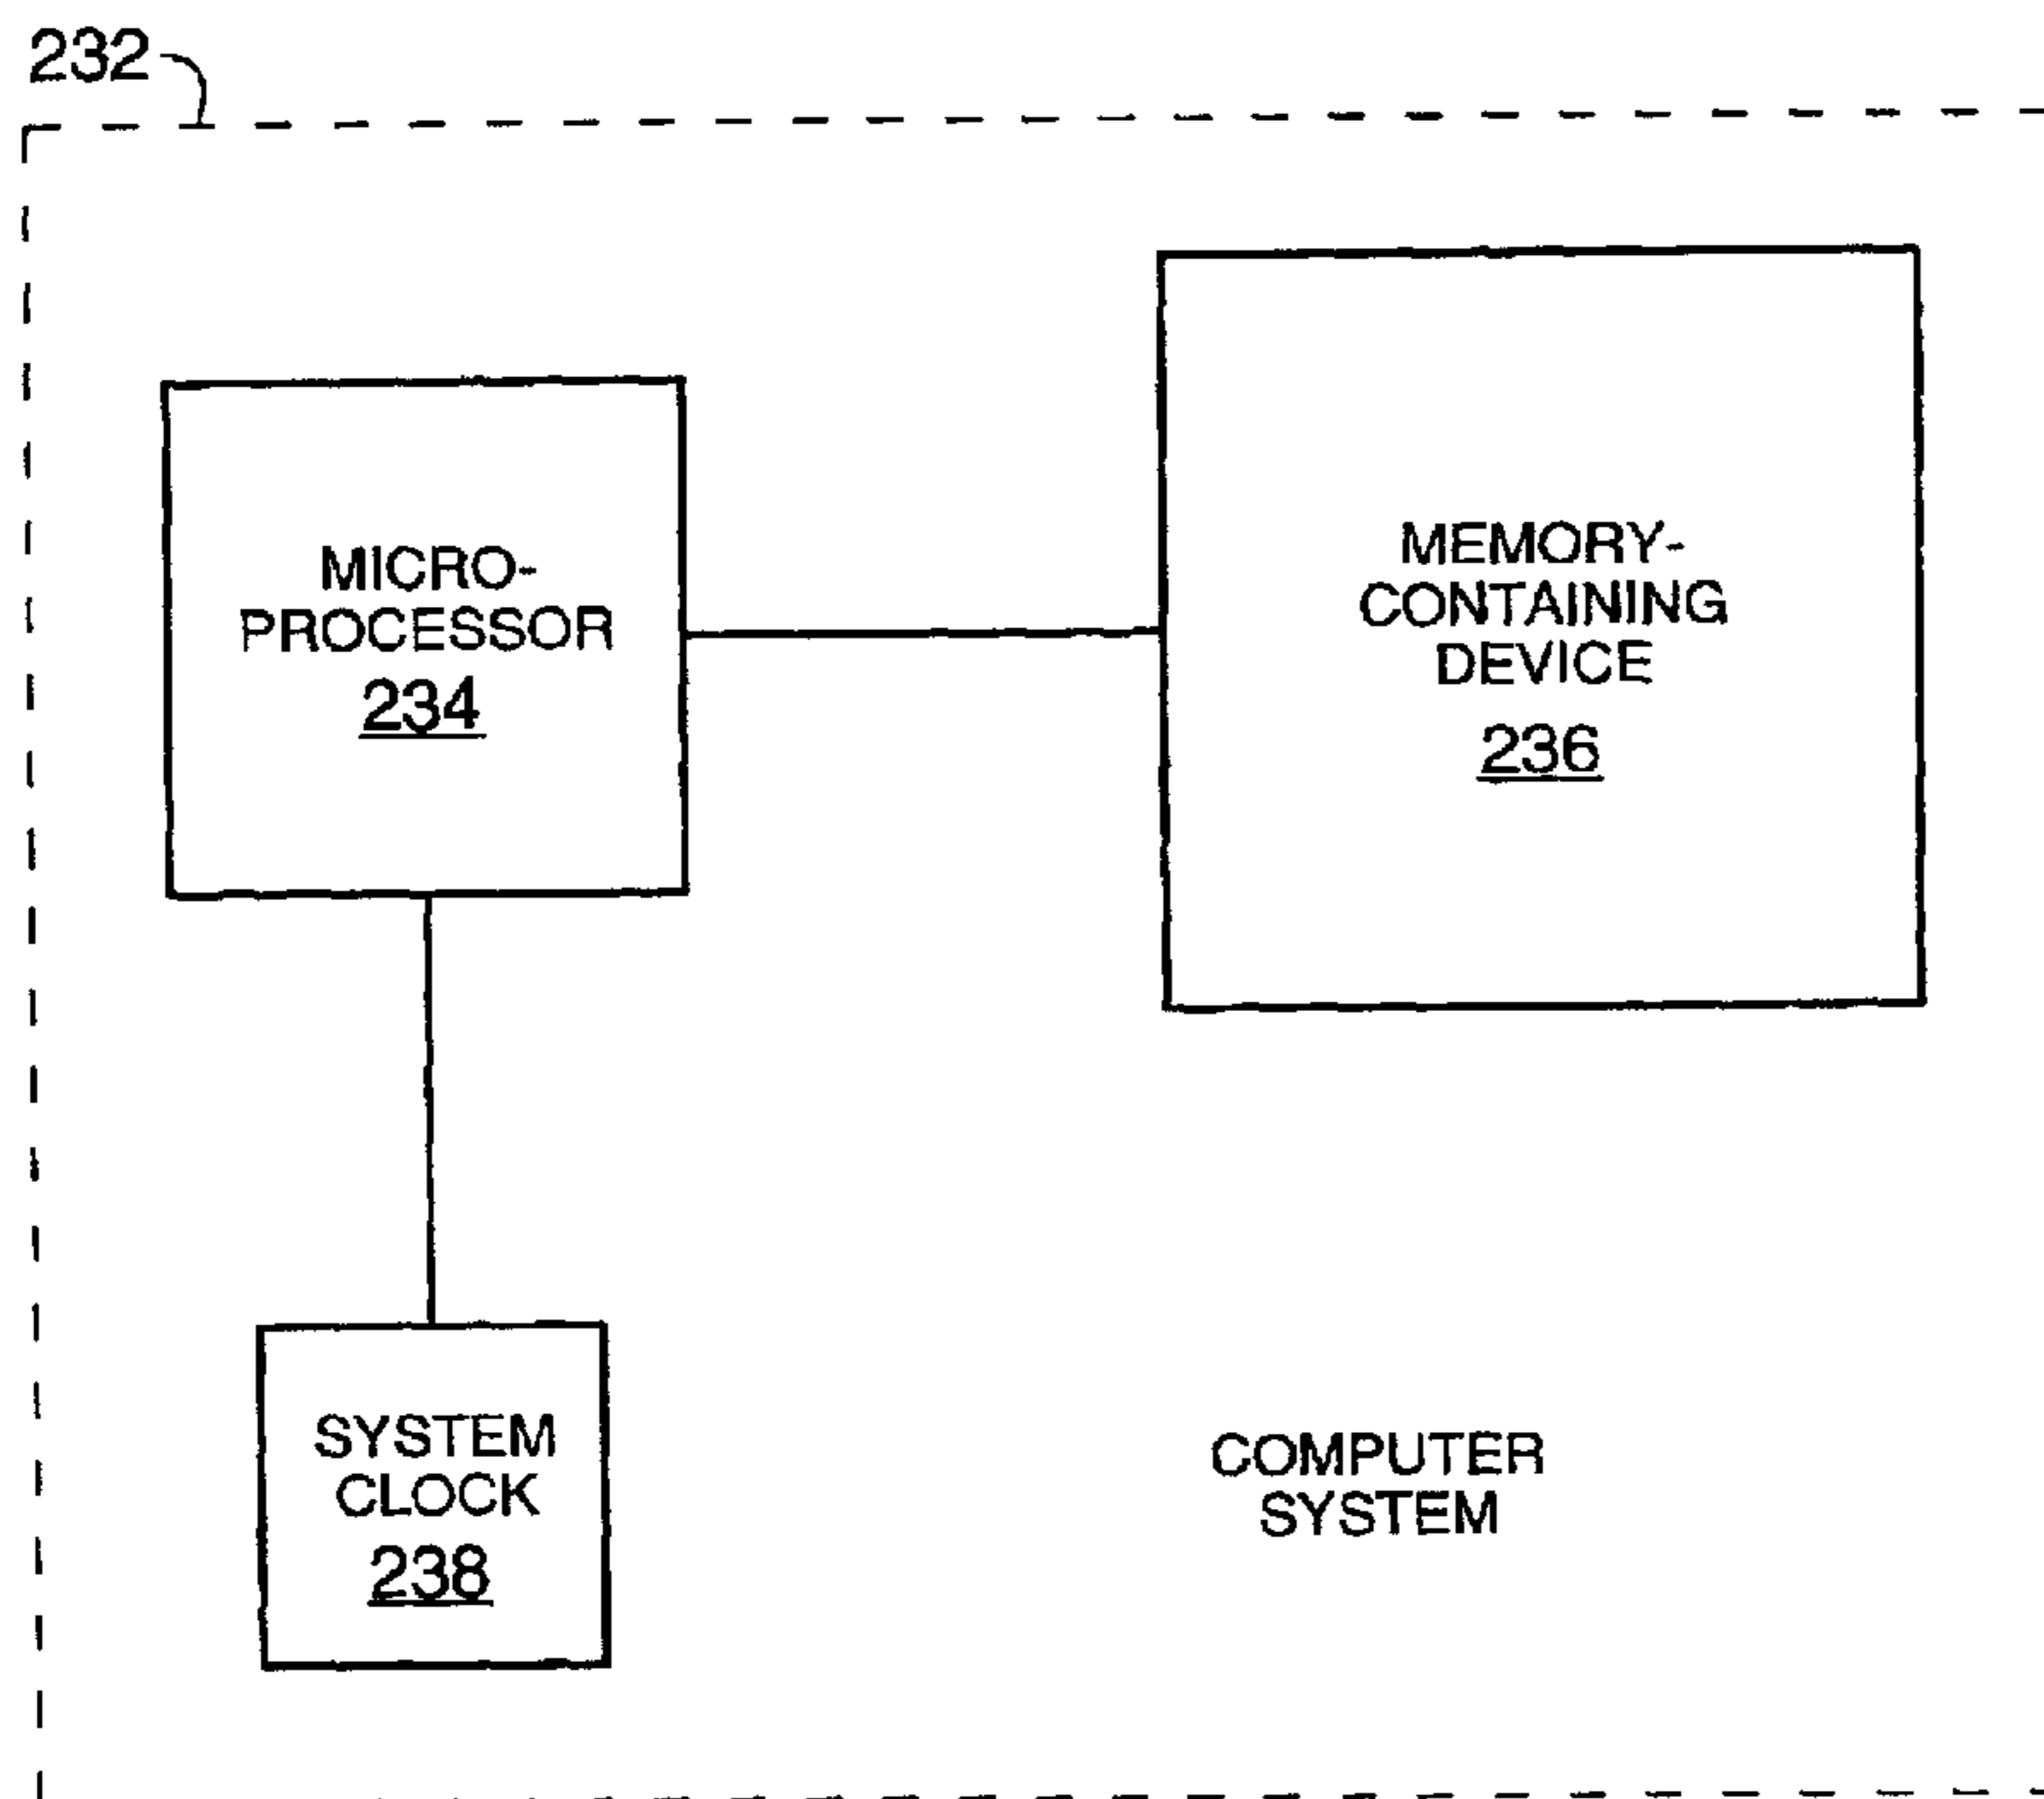 232
MICRO-
PROCESSOR
234
MEMORY-
CONTAINING
DEVICE
236
SYSTEM
CLOCK
238
COMPUTER
SYSTEM